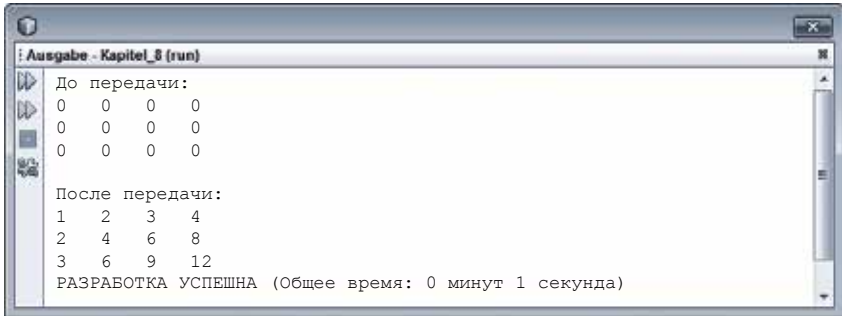 Ausgabe - Kapitel_8 (run)
До передачи:
0 0 0 0
0 0 0 0
0 0 0 0
После передачи:
1 2 3 4
2 4 6 8
3 6 9 12
РАЗРАБОТКА УСПЕШНА (Общее время: 0 минут 1 секунда)